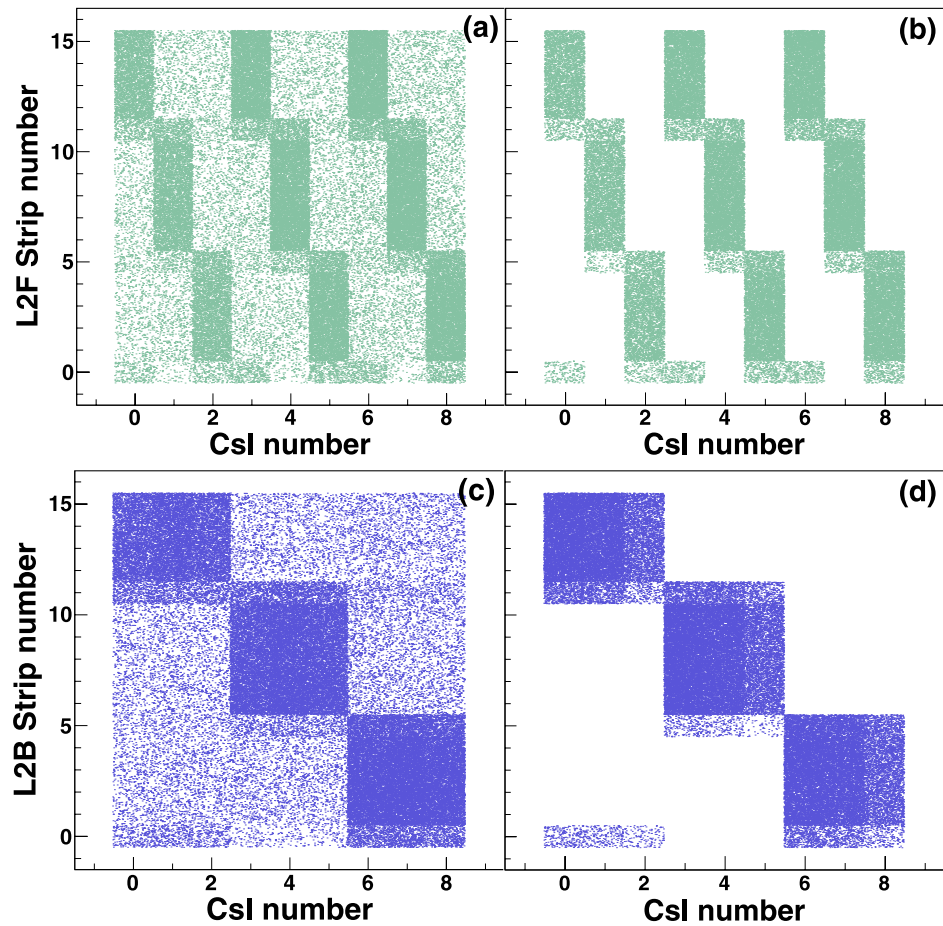 (a)
(b)
L2F Strip number
15
10
5
0
0 2 4 6 8
0 2 4 6 8
CsI number
CsI number
(c)
(d)
L2B Strip number
15
10
5
0
0 2 4 6 8
0 2 4 6 8
CsI number
CsI number